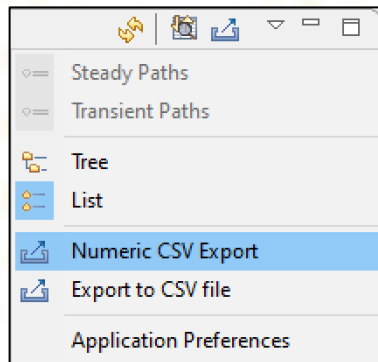 Steady Paths
Transient Paths
Tree
List
Numeric CSV Export
Export to CSV file
Application Preferences